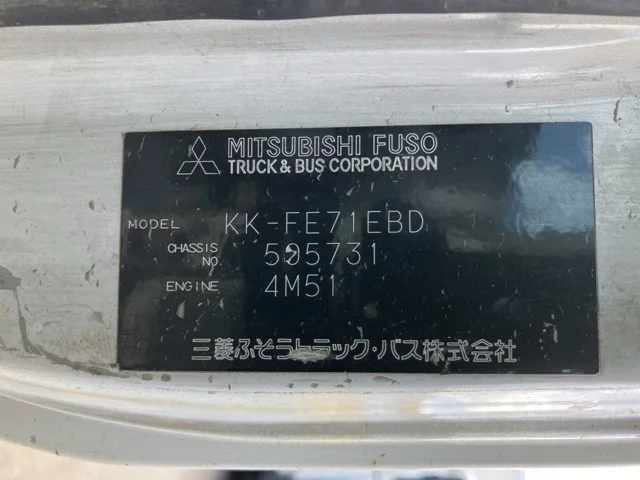 MITSUBISHI FUSO
TRUCK & BUS CORPORATION
MODEL KK-FE71EBD
CHASSIS NO. 505731
ENGINE 4M51
三菱ふそうトラック・バス株式会社